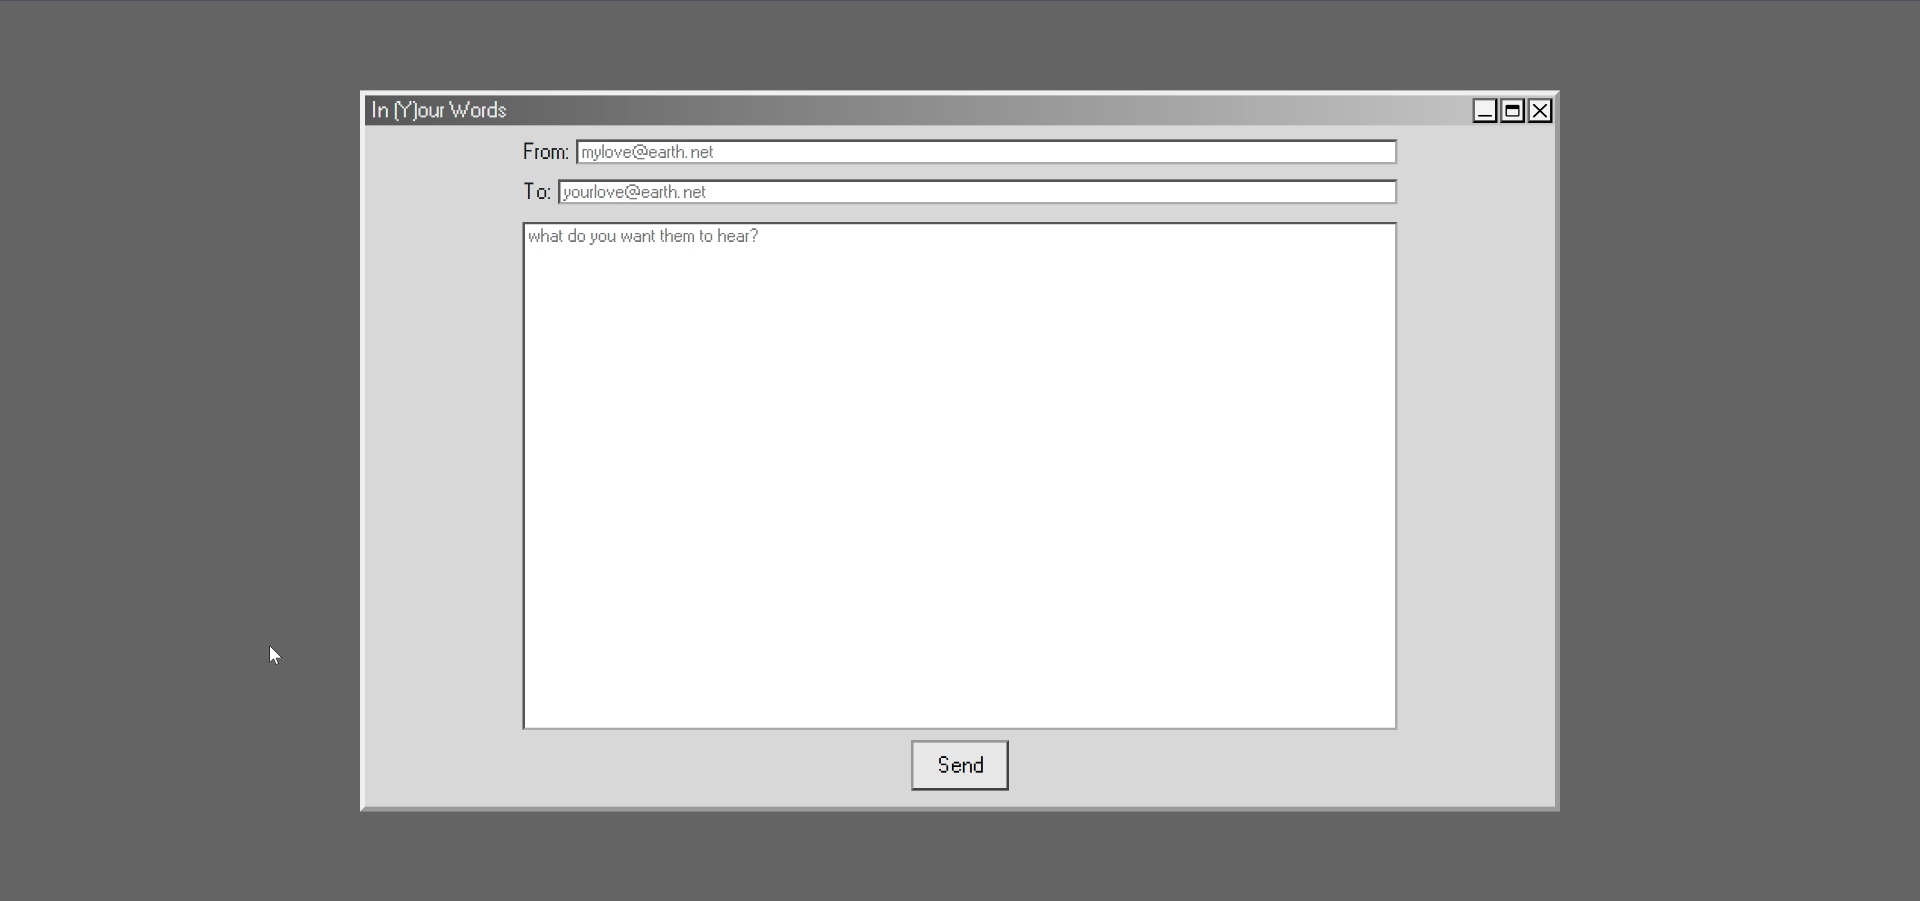 In (Y)our Words
From: mylove@earth.net
To: yourlove@earth.net
what do you want them to hear?
Send